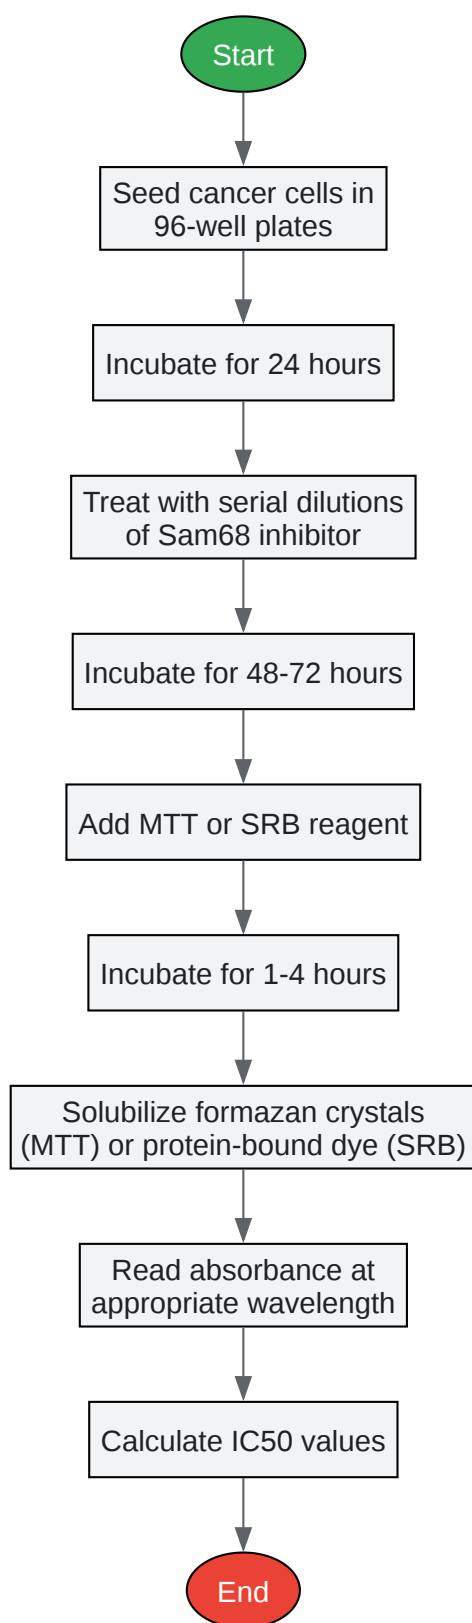 Start
Seed cancer cells in
96-well plates
Incubate for 24 hours
Treat with serial dilutions
of Sam68 inhibitor
Incubate for 48-72 hours
Add MTT or SRB reagent
Incubate for 1-4 hours
Solubilize formazan crystals
(MTT) or protein-bound dye (SRB)
Read absorbance at
appropriate wavelength
Calculate IC50 values
End